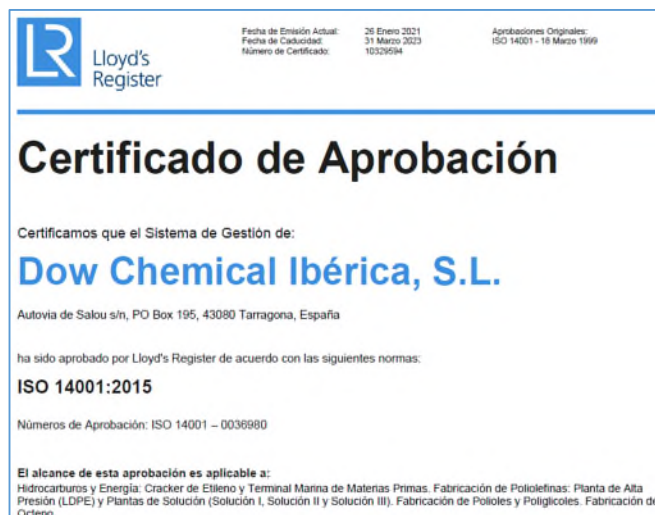 LR
Lloyd's
Register
Fecha de Emisión Actual: 26 Enero 2021
Fecha de Caducidad: 31 Marzo 2023
Número de Certificado: 10329594
Aprobaciones Originales:
ISO 14001 - 18 Marzo 1999
Certificado de Aprobación
Certificamos que el Sistema de Gestión de:
Dow Chemical Ibérica, S.L.
Autovia de Salou s/n, PO Box 195, 43080 Tarragona, España
ha sido aprobado por Lloyd's Register de acuerdo con las siguientes normas:
ISO 14001:2015
Números de Aprobación: ISO 14001 – 0036980
El alcance de esta aprobación es aplicable a:
Hidrocarburos y Energía: Cracker de Etileno y Terminal Marina de Materias Primas. Fabricación de Poliolefinas: Planta de Alta
Presión (LDPE) y Plantas de Solución (Solución I, Solución II y Solución III). Fabricación de Polioles y Poliglicoles. Fabricación de
Octeno